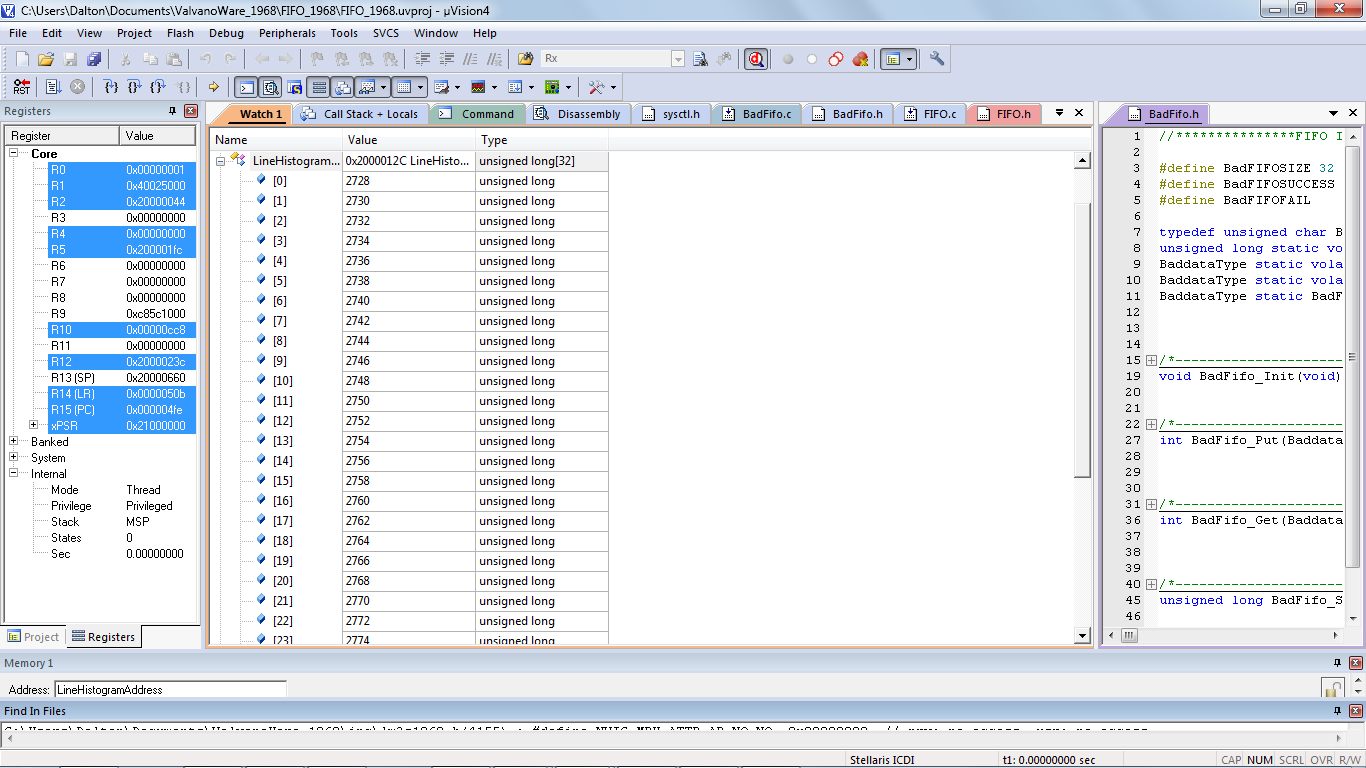 C:\Users\Dalton\Documents\ValvanoWare_1968\FIFO_1968\FIFO_1968.uvproj - µVision4
File Edit View Project Flash Debug Peripherals Tools SVCS Window Help
Rx
RST
Registers
Register Value
Core
R0 0x00000001
R1 0x40025000
R2 0x20000044
R3 0x00000000
R4 0x00000000
R5 0x200001fc
R6 0x00000000
R7 0x00000000
R8 0x00000000
R9 0xc85c1000
R10 0x00000cc8
R11 0x00000000
R12 0x2000023c
R13 (SP) 0x20000660
R14 (LR) 0x0000050b
R15 (PC) 0x000004fe
xPSR 0x21000000
Banked
System
Internal
Mode Thread
Privilege Privileged
Stack MSP
States 0
Sec 0.00000000
Project Registers
Watch 1 Call Stack + Locals Command Disassembly sysctl.h BadFifo.c BadFifo.h FIFO.c FIFO.h
Name Value Type
LineHistogram... 0x2000012C LineHisto... unsigned long[32]
[0] 2728 unsigned long
[1] 2730 unsigned long
[2] 2732 unsigned long
[3] 2734 unsigned long
[4] 2736 unsigned long
[5] 2738 unsigned long
[6] 2740 unsigned long
[7] 2742 unsigned long
[8] 2744 unsigned long
[9] 2746 unsigned long
[10] 2748 unsigned long
[11] 2750 unsigned long
[12] 2752 unsigned long
[13] 2754 unsigned long
[14] 2756 unsigned long
[15] 2758 unsigned long
[16] 2760 unsigned long
[17] 2762 unsigned long
[18] 2764 unsigned long
[19] 2766 unsigned long
[20] 2768 unsigned long
[21] 2770 unsigned long
[22] 2772 unsigned long
[23] 2774 unsigned long
BadFifo.h
1 //***************FIFO I
2
3 #define BadFIFOSIZE 32
4 #define BadFIFOSUCCESS
5 #define BadFIFOFAIL
6
7 typedef unsigned char B
8 unsigned long static vo
9 BaddataType static vola
10 BaddataType static vola
11 BaddataType static BadF
12
13
14
15 /*---------------------
19 void BadFifo_Init(void)
20
21
22 /*---------------------
27 int BadFifo_Put(Baddata
28
29
30
31 /*---------------------
36 int BadFifo_Get(Baddata
37
38
39
40 /*---------------------
45 unsigned long BadFifo_S
46
Memory 1
Address: LineHistogramAddress
Find In Files
Stellaris ICDI t1: 0.00000000 sec CAP NUM SCRL OVR R/W